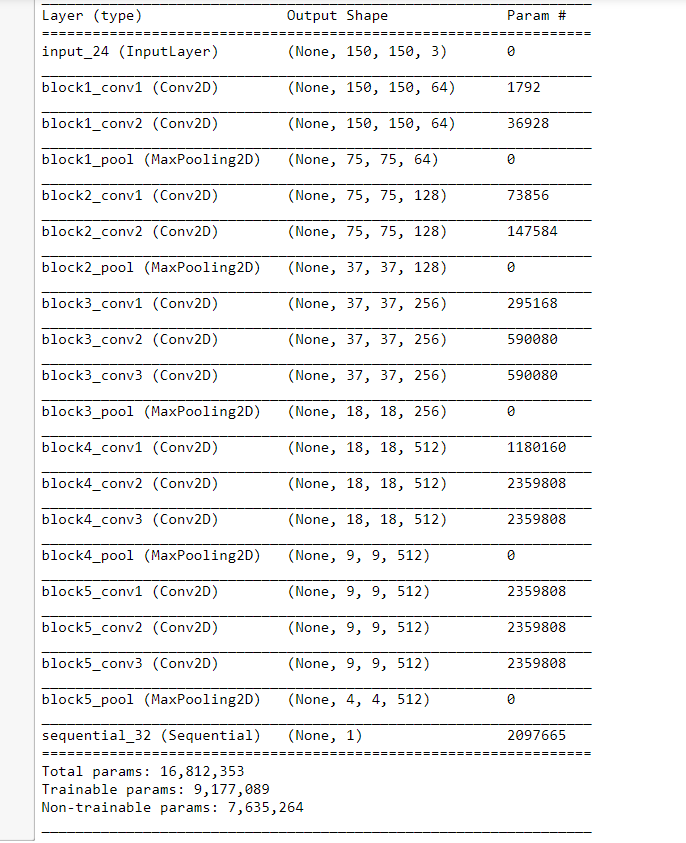 Layer (type) Output Shape Param #
=================================================================
input_24 (InputLayer) (None, 150, 150, 3) 0
block1_conv1 (Conv2D) (None, 150, 150, 64) 1792
block1_conv2 (Conv2D) (None, 150, 150, 64) 36928
block1_pool (MaxPooling2D) (None, 75, 75, 64) 0
block2_conv1 (Conv2D) (None, 75, 75, 128) 73856
block2_conv2 (Conv2D) (None, 75, 75, 128) 147584
block2_pool (MaxPooling2D) (None, 37, 37, 128) 0
block3_conv1 (Conv2D) (None, 37, 37, 256) 295168
block3_conv2 (Conv2D) (None, 37, 37, 256) 590080
block3_conv3 (Conv2D) (None, 37, 37, 256) 590080
block3_pool (MaxPooling2D) (None, 18, 18, 256) 0
block4_conv1 (Conv2D) (None, 18, 18, 512) 1180160
block4_conv2 (Conv2D) (None, 18, 18, 512) 2359808
block4_conv3 (Conv2D) (None, 18, 18, 512) 2359808
block4_pool (MaxPooling2D) (None, 9, 9, 512) 0
block5_conv1 (Conv2D) (None, 9, 9, 512) 2359808
block5_conv2 (Conv2D) (None, 9, 9, 512) 2359808
block5_conv3 (Conv2D) (None, 9, 9, 512) 2359808
block5_pool (MaxPooling2D) (None, 4, 4, 512) 0
sequential_32 (Sequential) (None, 1) 2097665
=================================================================
Total params: 16,812,353
Trainable params: 9,177,089
Non-trainable params: 7,635,264